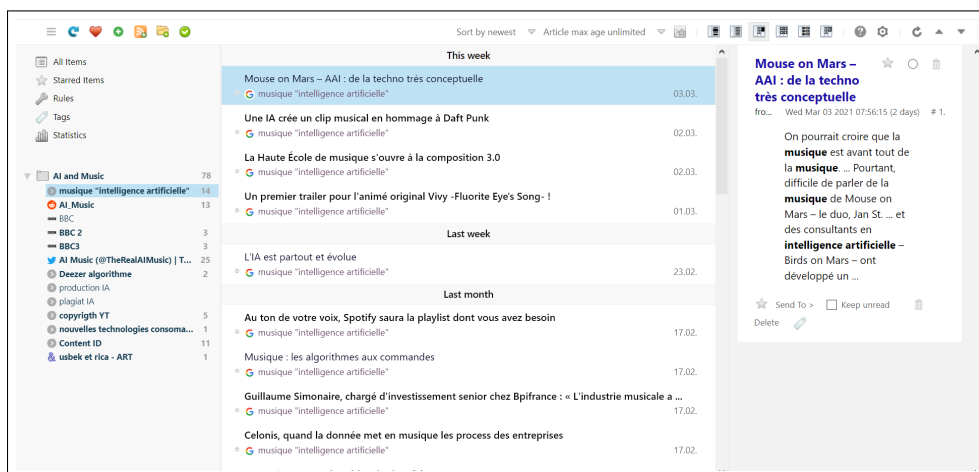 Sort by newest
Article max age unlimited
All Items
Starred Items
Rules
Tags
Statistics
AI and Music 78
musique "intelligence artificielle" 14
AI_Music 13
BBC
BBC 2 3
BBC3 3
AI Music (@TheRealAIMusic) | T... 25
Deezer algorithme 2
production IA
plagiat IA
copyrigth YT 5
nouvelles technologies consoma... 1
Content ID 11
usbek et rica - ART 1
This week
Mouse on Mars – AAI : de la techno très conceptuelle
musique "intelligence artificielle" 03.03.
Une IA crée un clip musical en hommage à Daft Punk
musique "intelligence artificielle" 02.03.
La Haute École de musique s'ouvre à la composition 3.0
musique "intelligence artificielle" 02.03.
Un premier trailer pour l'animé original Vivy -Fluorite Eye's Song- !
musique "intelligence artificielle" 01.03.
Last week
L'IA est partout et évolue
musique "intelligence artificielle" 23.02.
Last month
Au ton de votre voix, Spotify saura la playlist dont vous avez besoin
musique "intelligence artificielle" 17.02.
Musique : les algorithmes aux commandes
musique "intelligence artificielle" 17.02.
Guillaume Simonaire, chargé d'investissement senior chez Bpifrance : « L'industrie musicale a ...
musique "intelligence artificielle" 17.02.
Celonis, quand la donnée met en musique les process des entreprises
musique "intelligence artificielle" 17.02.
Mouse on Mars –
AAI : de la techno
très conceptuelle
fro... Wed Mar 03 2021 07:56:15 (2 days) # 1.
On pourrait croire que la
musique est avant tout de
la musique. ... Pourtant,
difficile de parler de la
musique de Mouse on
Mars – le duo, Jan St. ... et
des consultants en
intelligence artificielle –
Birds on Mars – ont
développé un ...
Send To > Keep unread
Delete